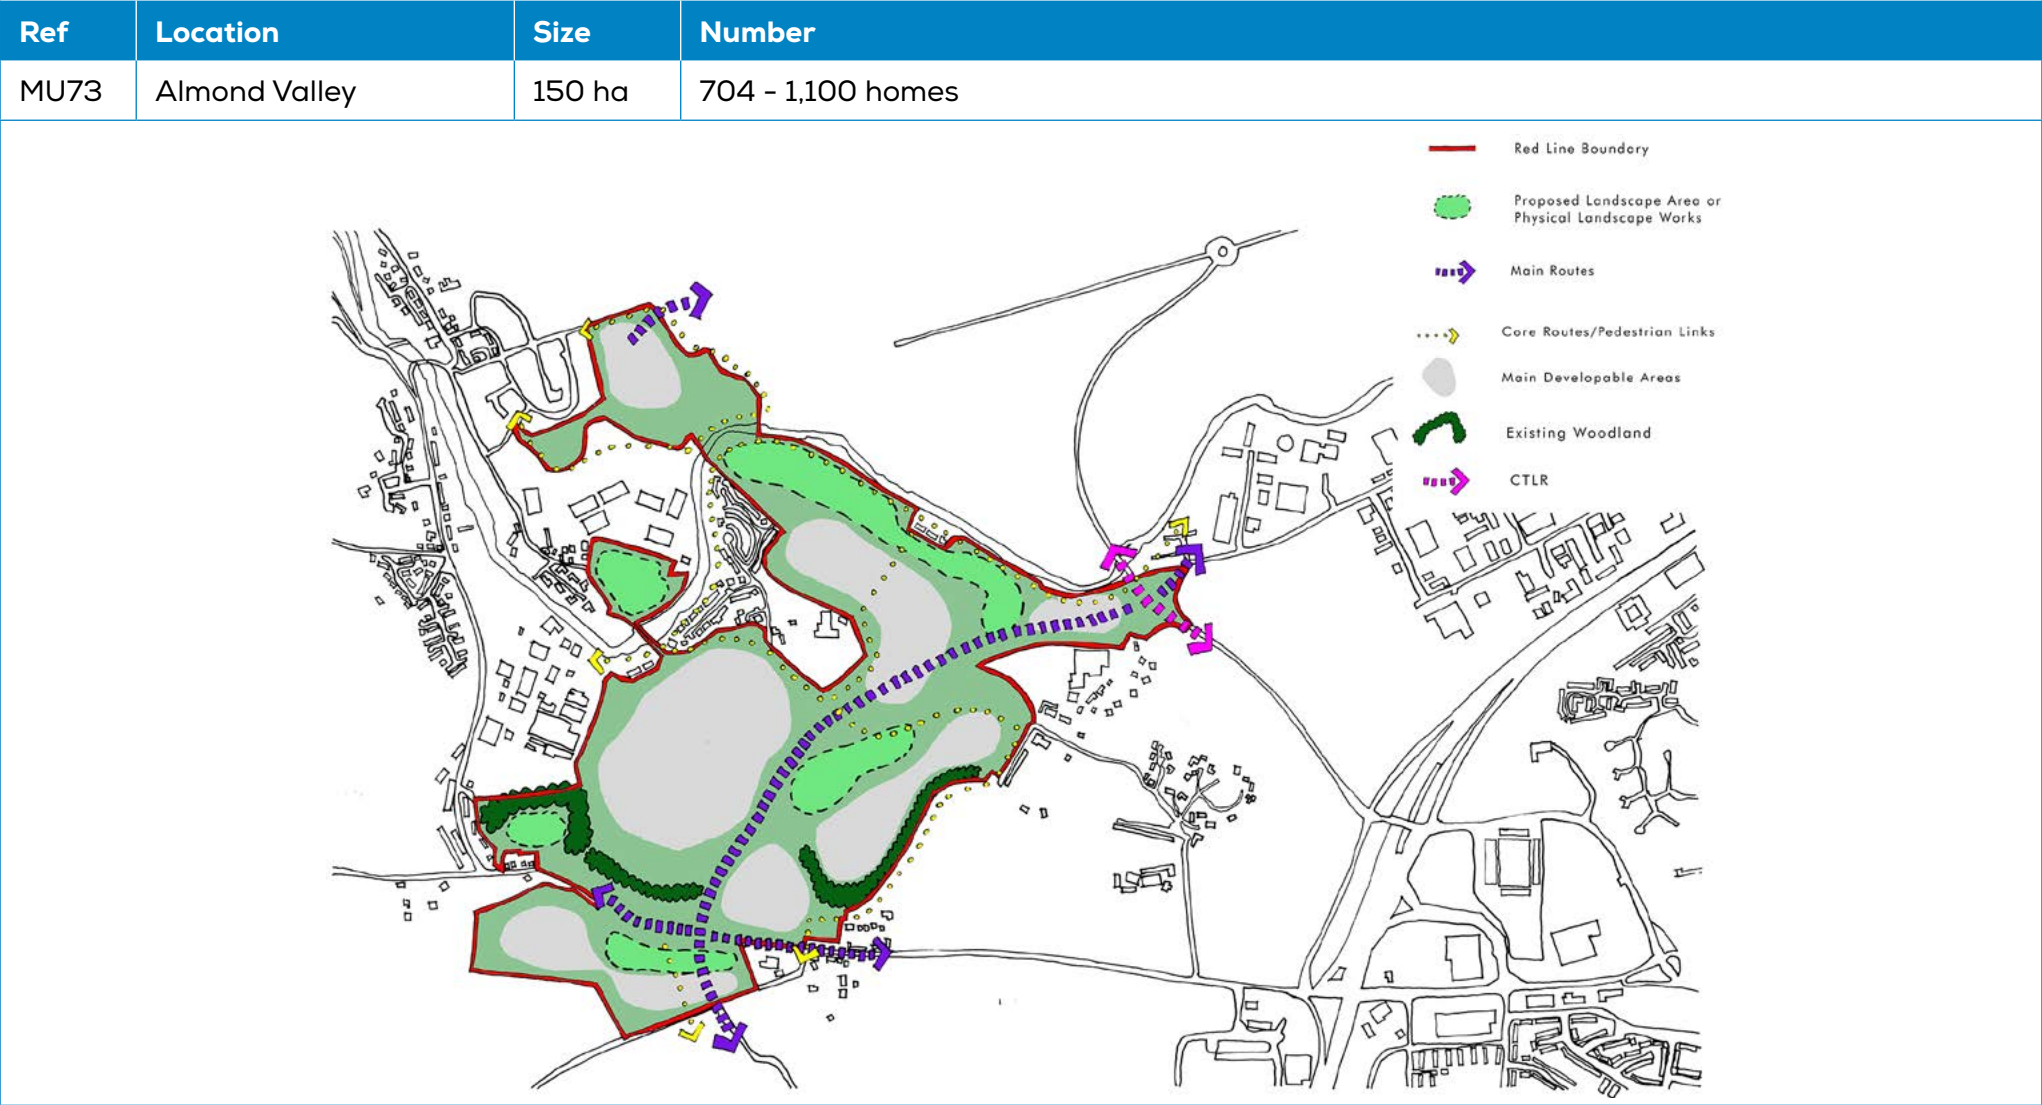 Ref Location Size Number
MU73 Almond Valley 150 ha 704 - 1,100 homes
Red Line Boundary
Proposed Landscape Area or
Physical Landscape Works
Main Routes
Core Routes/Pedestrian Links
Main Developable Areas
Existing Woodland
CTLR